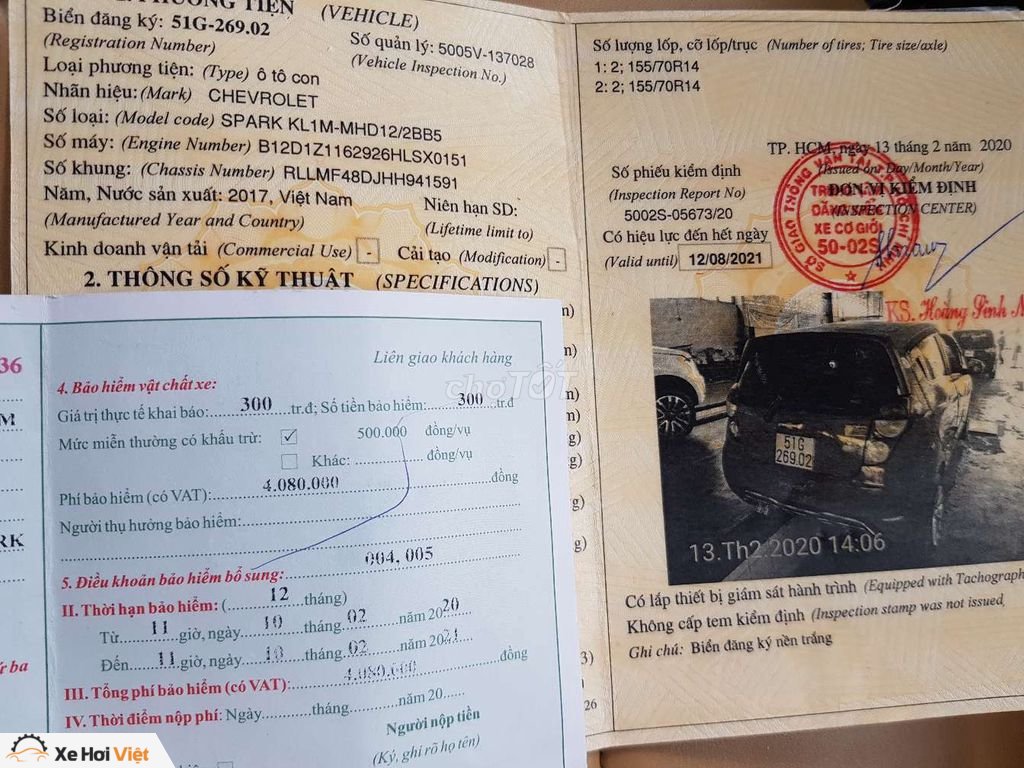 PHƯƠNG TIỆN (VEHICLE)
Biển đăng ký: 51G-269.02
(Registration Number)
Số quản lý: 5005V-137028
(Vehicle Inspection No.)
Loại phương tiện: (Type) ô tô con
Nhãn hiệu: (Mark) CHEVROLET
Số loại: (Model code) SPARK KL1M-MHD12/2BB5
Số máy: (Engine Number) B12D1Z1162926HLSX0151
Số khung: (Chassis Number) RLLMF48DJHH941591
Năm, Nước sản xuất: 2017, Việt Nam
(Manufactured Year and Country)
Niên hạn SD:
(Lifetime limit to)
Kinh doanh vận tải (Commercial Use) - Cải tạo (Modification) -
2. THÔNG SỐ KỸ THUẬT (SPECIFICATIONS)
Số lượng lốp, cỡ lốp/trục (Number of tires; Tire size/axle)
1: 2; 155/70R14
2: 2; 155/70R14
TP. HCM, ngày 13 tháng 2 năm 2020
(Issued on: Day/Month/Year)
Số phiếu kiểm định
(Inspection Report No)
5002S-05673/20
ĐƠN VỊ KIỂM ĐỊNH
(INSPECTION CENTER)
Có hiệu lực đến hết ngày
(Valid until) 12/08/2021
XE CƠ GIỚI
50-02S
KS. Hoàng Sinh
51G
269.02
13.Th2.2020 14:06
Có lắp thiết bị giám sát hành trình (Equipped with Tachograph
Không cấp tem kiểm định (Inspection stamp was not issued,
Ghi chú: Biển đăng ký nền trắng
36
M
RK
ứ ba
Liên giao khách hàng
4. Bảo hiểm vật chất xe:
Giá trị thực tế khai báo: 300 tr.đ; Số tiền bảo hiểm: 300 tr.đ
Mức miễn thường có khấu trừ: ☑ 500.000 đồng/vụ
☐ Khác: đồng/vụ
Phí bảo hiểm (có VAT): 4.080.000 đồng
Người thụ hưởng bảo hiểm:
004, 005
5. Điều khoản bảo hiểm bổ sung:
II. Thời hạn bảo hiểm: ( 12 tháng)
Từ 11 giờ, ngày 10 tháng 02 năm 2020
Đến 11 giờ, ngày 10 tháng 02 năm 2021
III. Tổng phí bảo hiểm (có VAT): 4.080.000 đồng
IV. Thời điểm nộp phí: Ngày tháng năm 20
Người nộp tiền
(Ký, ghi rõ họ tên)
choTỐT
Xe Hơi Việt